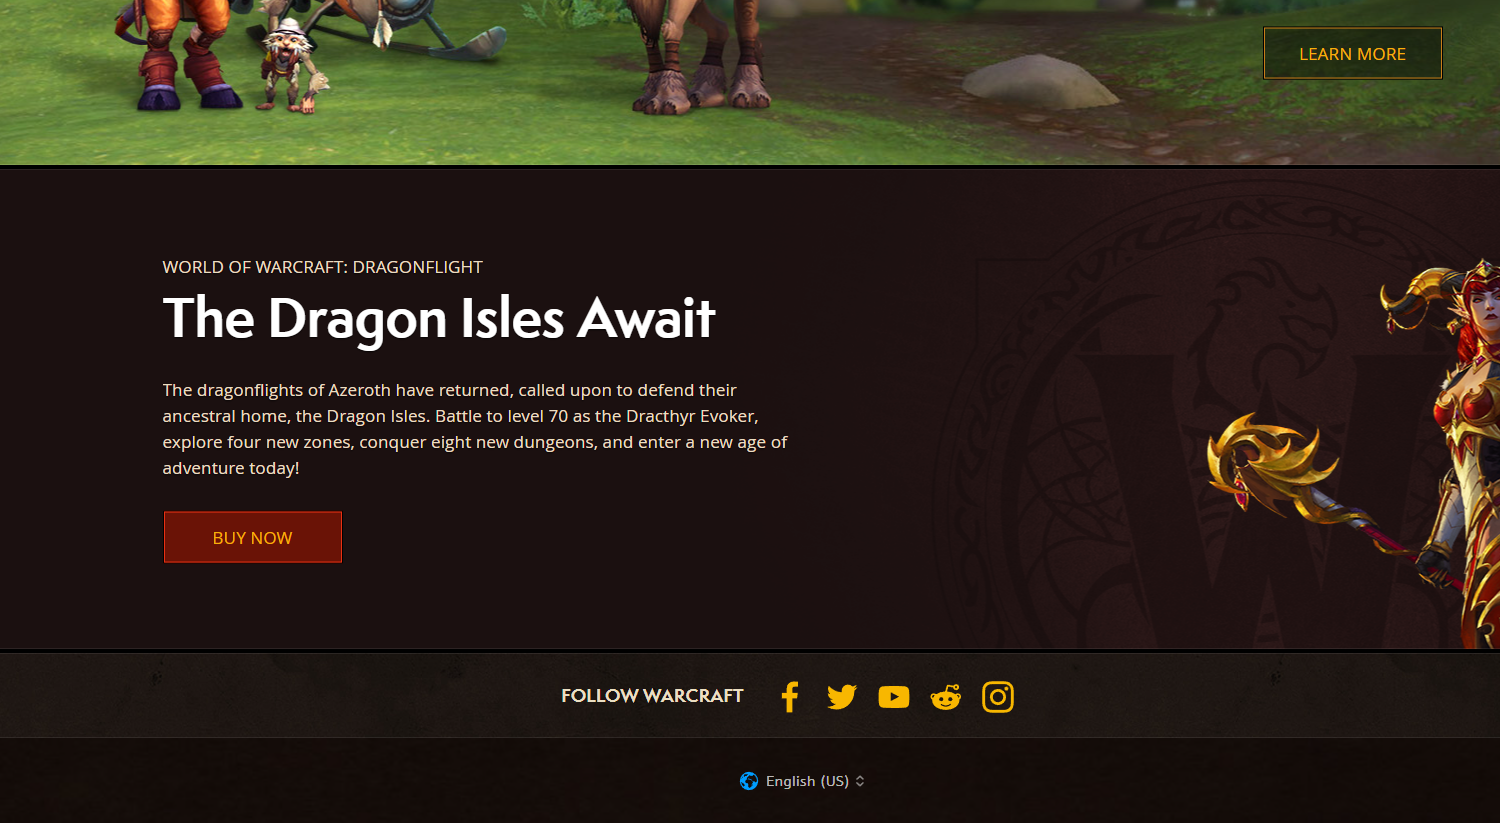 LEARN MORE
WORLD OF WARCRAFT: DRAGONFLIGHT
The Dragon Isles Await
The dragonflights of Azeroth have returned, called upon to defend their
ancestral home, the Dragon Isles. Battle to level 70 as the Dracthyr Evoker,
explore four new zones, conquer eight new dungeons, and enter a new age of
adventure today!
BUY NOW
FOLLOW WARCRAFT
English (US)